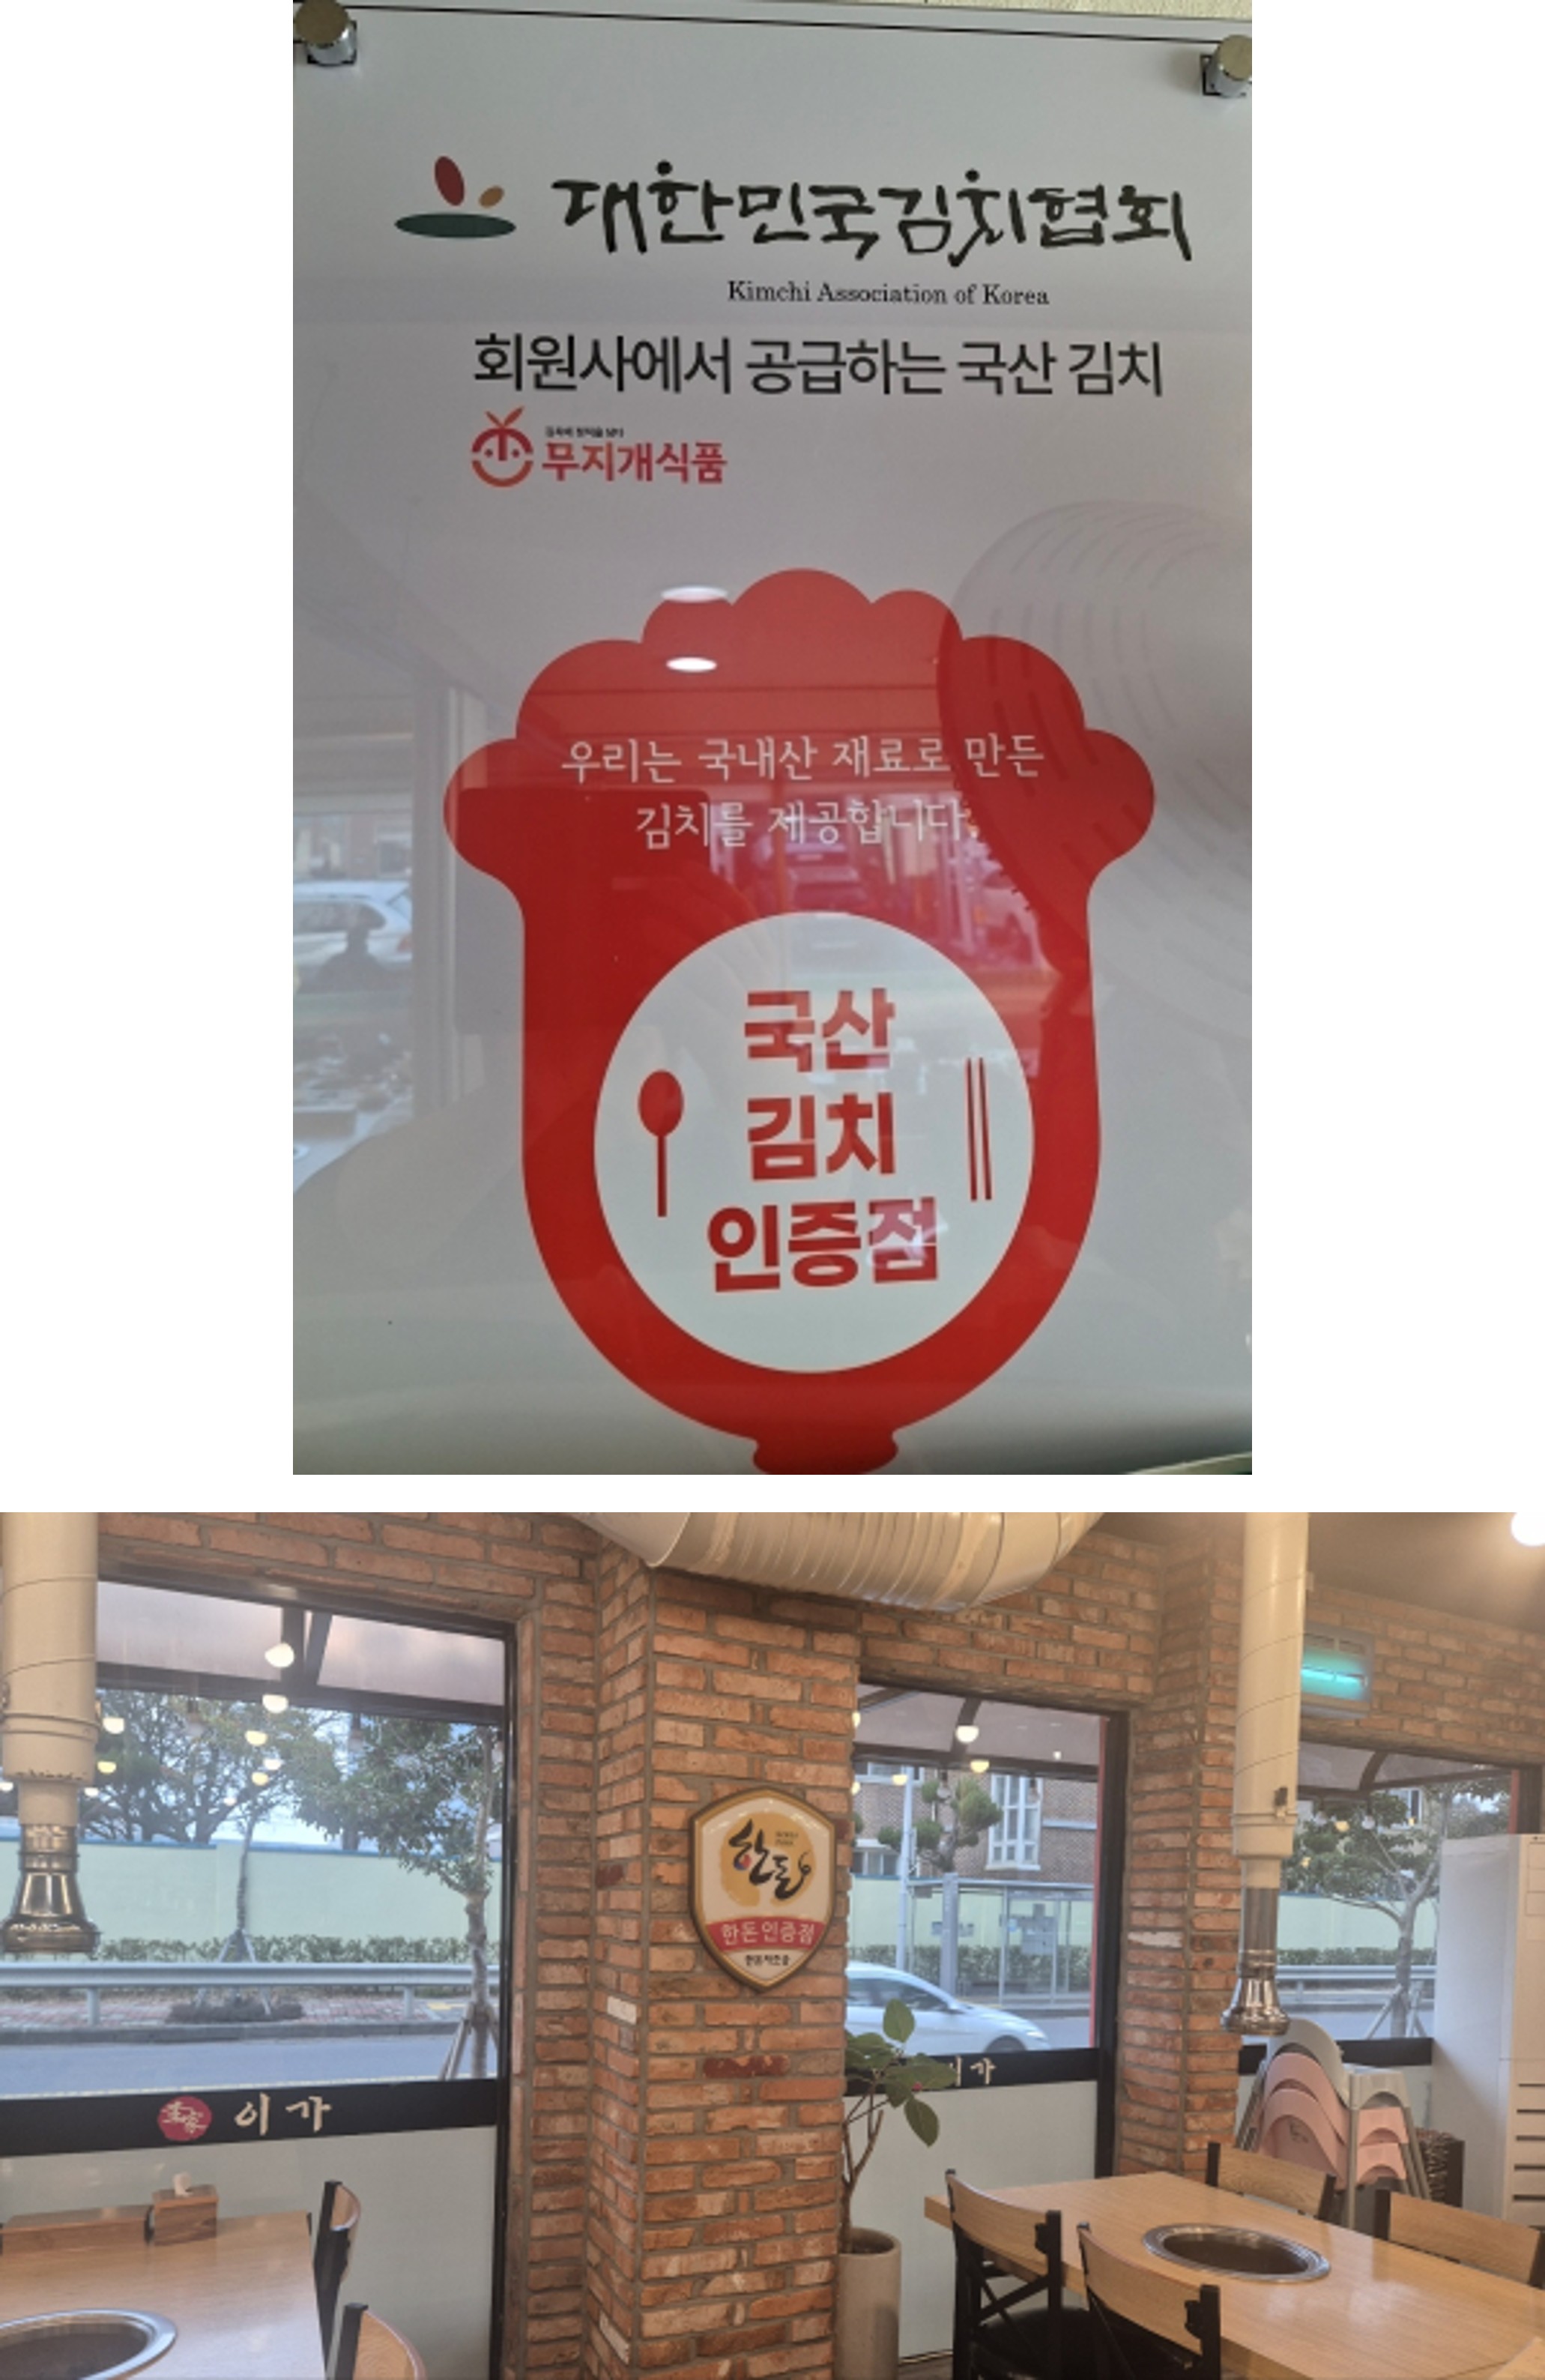 대한민국김치협회
Kimchi Association of Korea
회원사에서 공급하는 국산 김치
무지개식품
우리는 국내산 재료로 만든
김치를 제공합니다.
국산
김치
인증점
한돈
한돈인증점
이가
이가